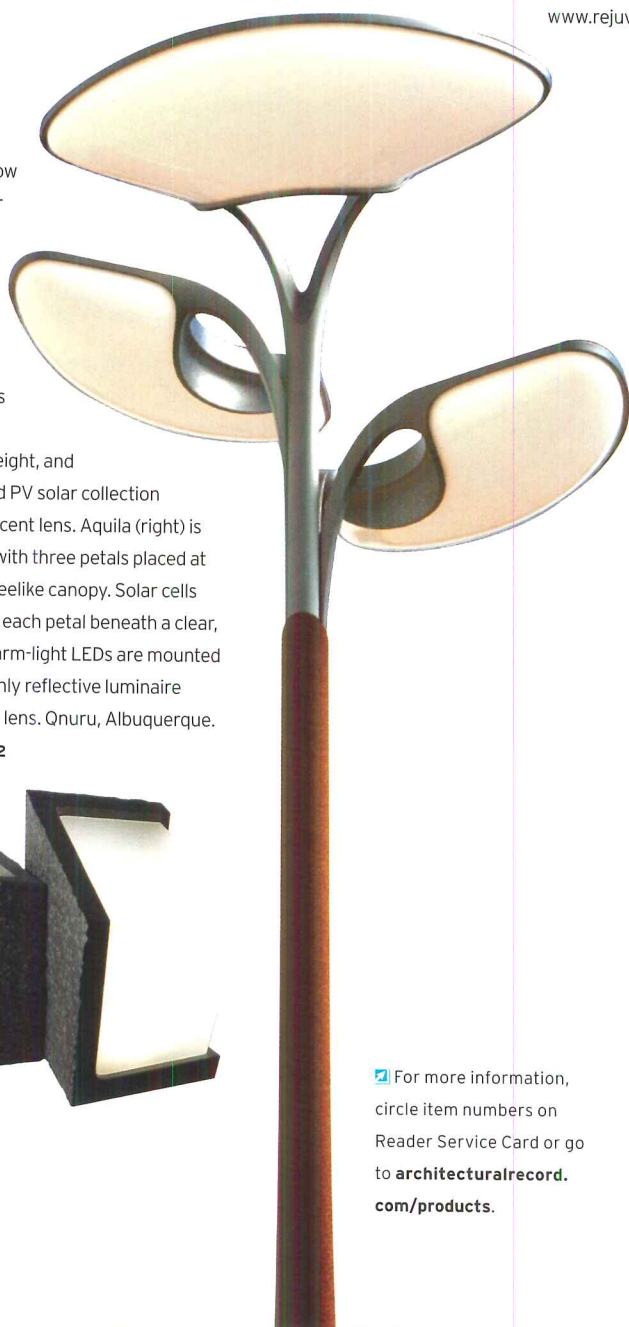 www.rejuv
ow
-
s
eight, and
d PV solar collection
cent lens. Aquila (right) is
with three petals placed at
eelike canopy. Solar cells
each petal beneath a clear,
arm-light LEDs are mounted
nly reflective luminaire
lens. Qnuru, Albuquerque.
2
For more information,
circle item numbers on
Reader Service Card or go
to architecturalrecord.
com/products.